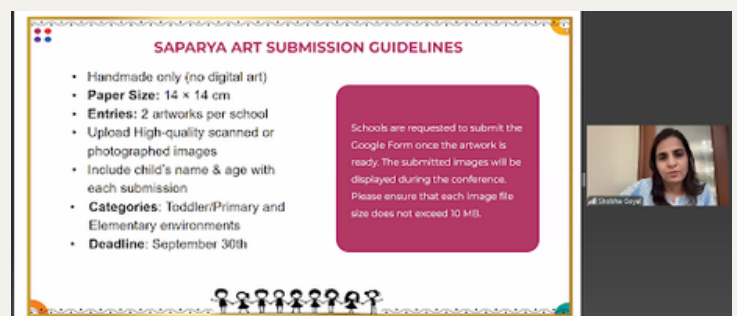 SAPARYA ART SUBMISSION GUIDELINES
• Handmade only (no digital art)
• Paper Size: 14 × 14 cm
• Entries: 2 artworks per school
• Upload High-quality scanned or
photographed images
• Include child's name & age with
each submission
• Categories: Toddler/Primary and
Elementary environments
• Deadline: September 30th
Schools are requested to submit the
Google Form once the artwork is
ready. The submitted images will be
displayed during the conference.
Please ensure that each image file
size does not exceed 10 MB.
Shobha Goyal